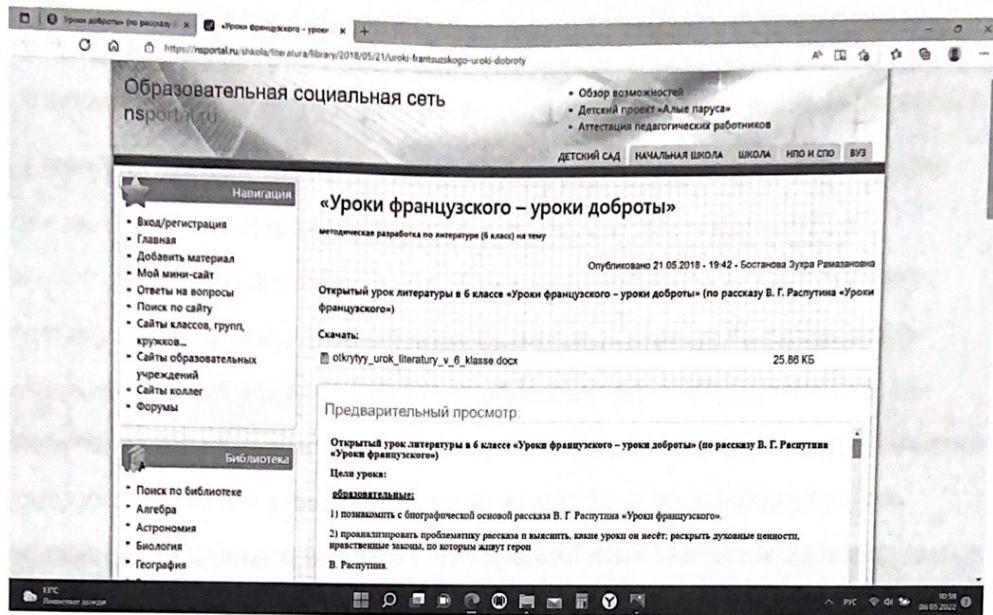 Уроки доброты» (по рассказу В
«Уроки французского – уроки
https://nsportal.ru/shkola/literatura/library/2018/05/21/uroki-frantsuzskogo-uroki-dobroty
Образовательная социальная сеть
nsportal.ru
• Обзор возможностей
• Детский проект «Алые паруса»
• Аттестация педагогических работников
ДЕТСКИЙ САД НАЧАЛЬНАЯ ШКОЛА ШКОЛА НПО И СПО ВУЗ
Навигация
• Вход/регистрация
• Главная
• Добавить материал
• Мой мини-сайт
• Ответы на вопросы
• Поиск по сайту
• Сайты классов, групп,
кружков...
• Сайты образовательных
учреждений
• Сайты коллег
• Форумы
«Уроки французского – уроки доброты»
методическая разработка по литературе (6 класс) на тему
Опубликовано 21.05.2018 - 19:42 - Бостанова Зухра Рамазановна
Открытый урок литературы в 6 классе «Уроки французского – уроки доброты» (по рассказу В. Г. Распутина «Уроки
французского»)
Скачать:
otkrytyy_urok_literatury_v_6_klasse.docx 25.86 КБ
Предварительный просмотр:
Открытый урок литературы в 6 классе «Уроки французского – уроки доброты» (по рассказу В. Г. Распутина
«Уроки французского»)
Цели урока:
образовательные:
1) познакомить с биографической основой рассказа В. Г. Распутина «Уроки французского».
2) проанализировать проблематику рассказа и выяснить, какие уроки он несёт; раскрыть духовные ценности,
нравственные законы, по которым живут герои
В. Распутина.
Библиотека
• Поиск по библиотеке
• Алгебра
• Астрономия
• Биология
• География
13°C
дожди
РУС
10:58
08.05.2022